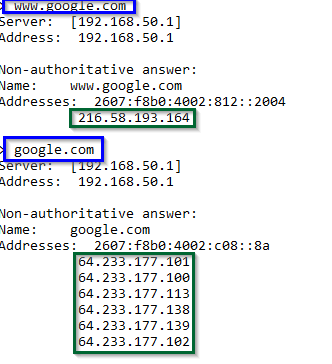 > www.google.com
Server:  [192.168.50.1]
Address:  192.168.50.1

Non-authoritative answer:
Name:    www.google.com
Addresses:  2607:f8b0:4002:812::2004
216.58.193.164

> google.com
Server:  [192.168.50.1]
Address:  192.168.50.1

Non-authoritative answer:
Name:    google.com
Addresses:  2607:f8b0:4002:c08::8a
64.233.177.101
64.233.177.100
64.233.177.113
64.233.177.138
64.233.177.139
64.233.177.102